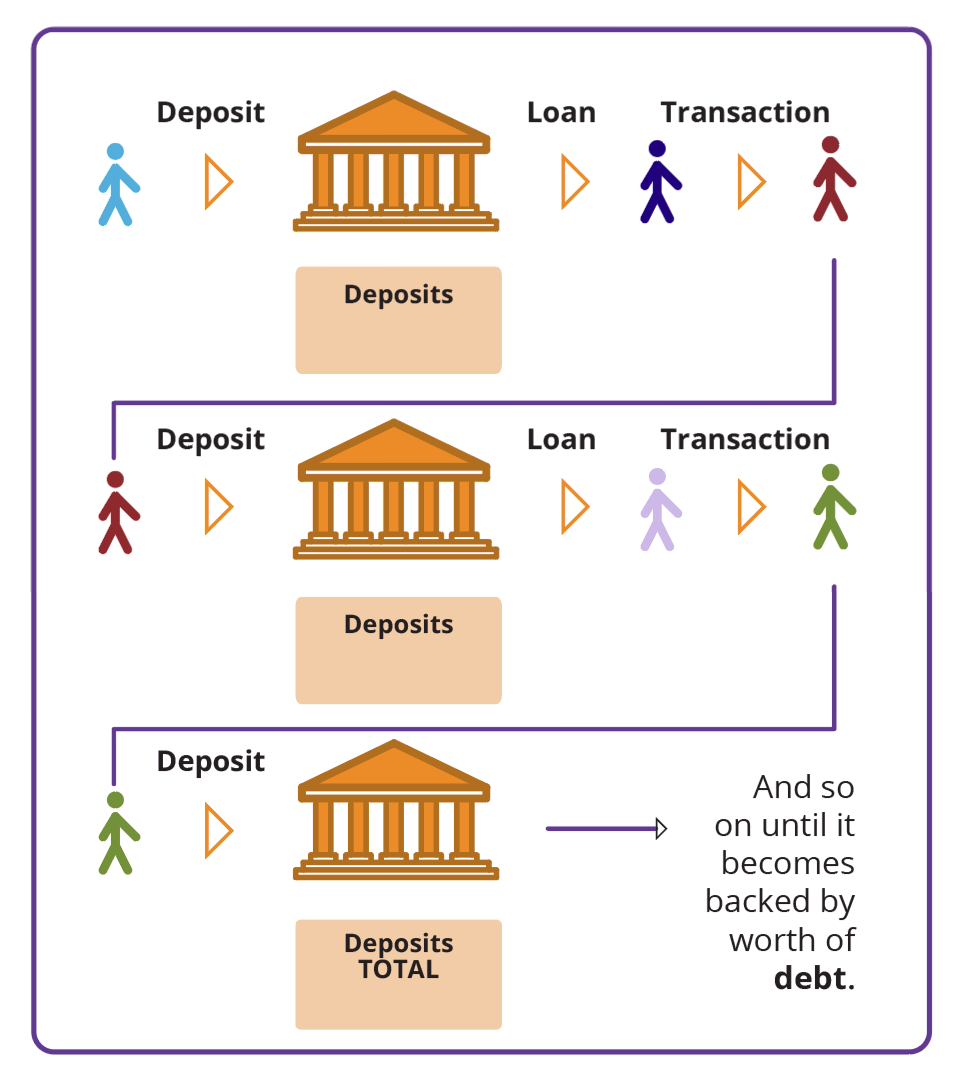 Deposit
Loan
Transaction
Deposits
Deposit
Loan
Transaction
Deposits
Deposit
And so
on until it
becomes
backed by
worth of
debt.
Deposits
TOTAL